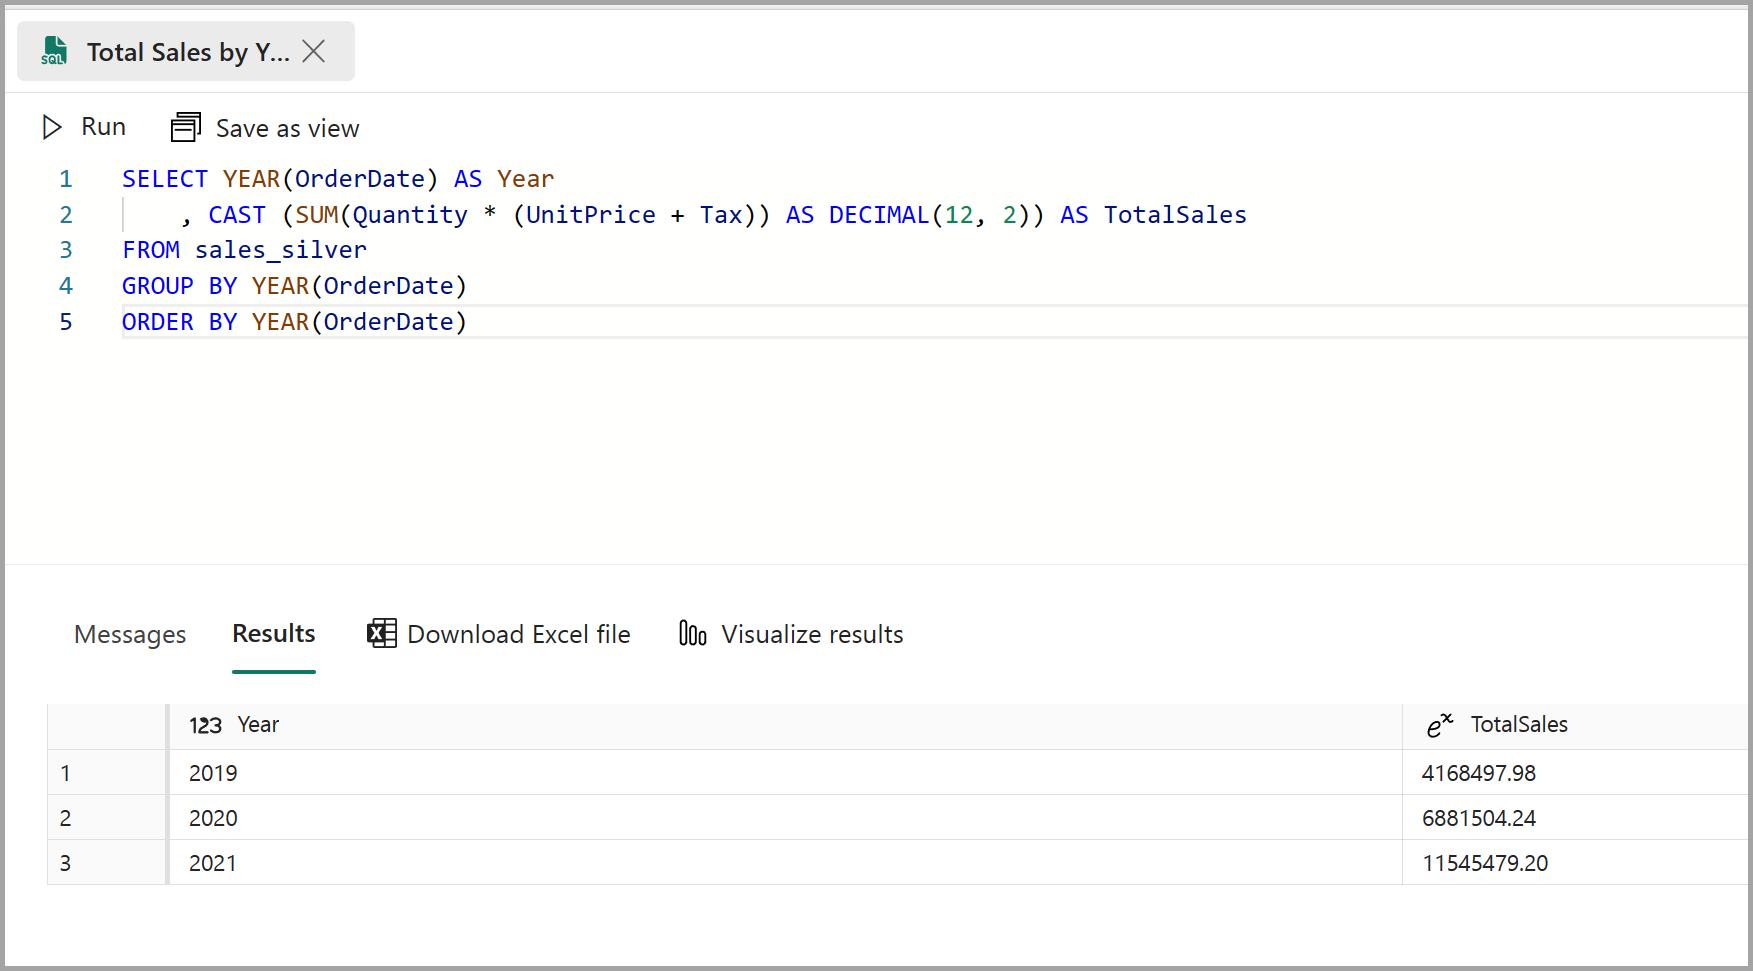 SQL Total Sales by Y...
Run Save as view
1 SELECT YEAR(OrderDate) AS Year
2 , CAST (SUM(Quantity * (UnitPrice + Tax)) AS DECIMAL(12, 2)) AS TotalSales
3 FROM sales_silver
4 GROUP BY YEAR(OrderDate)
5 ORDER BY YEAR(OrderDate)
Messages Results Download Excel file Visualize results
123 Year eˣ TotalSales
1 2019 4168497.98
2 2020 6881504.24
3 2021 11545479.20